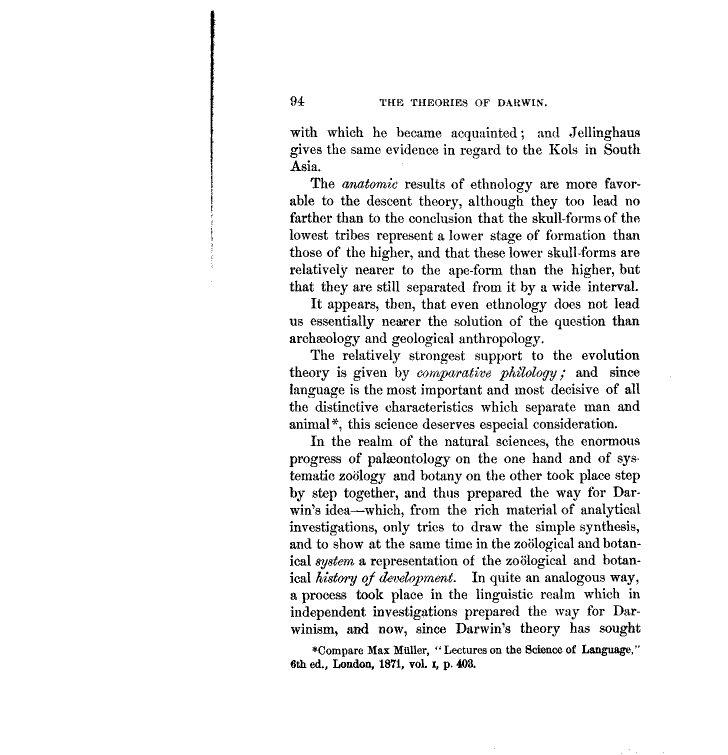 94 THE THEORIES OF DARWIN.
with which he became acquainted; and Jellinghaus
gives the same evidence in regard to the Kols in South
Asia.
The anatomic results of ethnology are more favor-
able to the descent theory, although they too lead no
farther than to the conclusion that the skull-forms of the
lowest tribes represent a lower stage of formation than
those of the higher, and that these lower skull-forms are
relatively nearer to the ape-form than the higher, but
that they are still separated from it by a wide interval.
It appears, then, that even ethnology does not lead
us essentially nearer the solution of the question than
archæology and geological anthropology.
The relatively strongest support to the evolution
theory is given by comparative philology; and since
language is the most important and most decisive of all
the distinctive characteristics which separate man and
animal*, this science deserves especial consideration.
In the realm of the natural sciences, the enormous
progress of palæontology on the one hand and of sys-
tematic zoölogy and botany on the other took place step
by step together, and thus prepared the way for Dar-
win's idea—which, from the rich material of analytical
investigations, only tries to draw the simple synthesis,
and to show at the same time in the zoölogical and botan-
ical system a representation of the zoölogical and botan-
ical history of development. In quite an analogous way,
a process took place in the linguistic realm which in
independent investigations prepared the way for Dar-
winism, and now, since Darwin's theory has sought
*Compare Max Müller, "Lectures on the Science of Language,"
6th ed., London, 1871, vol. I, p. 403.